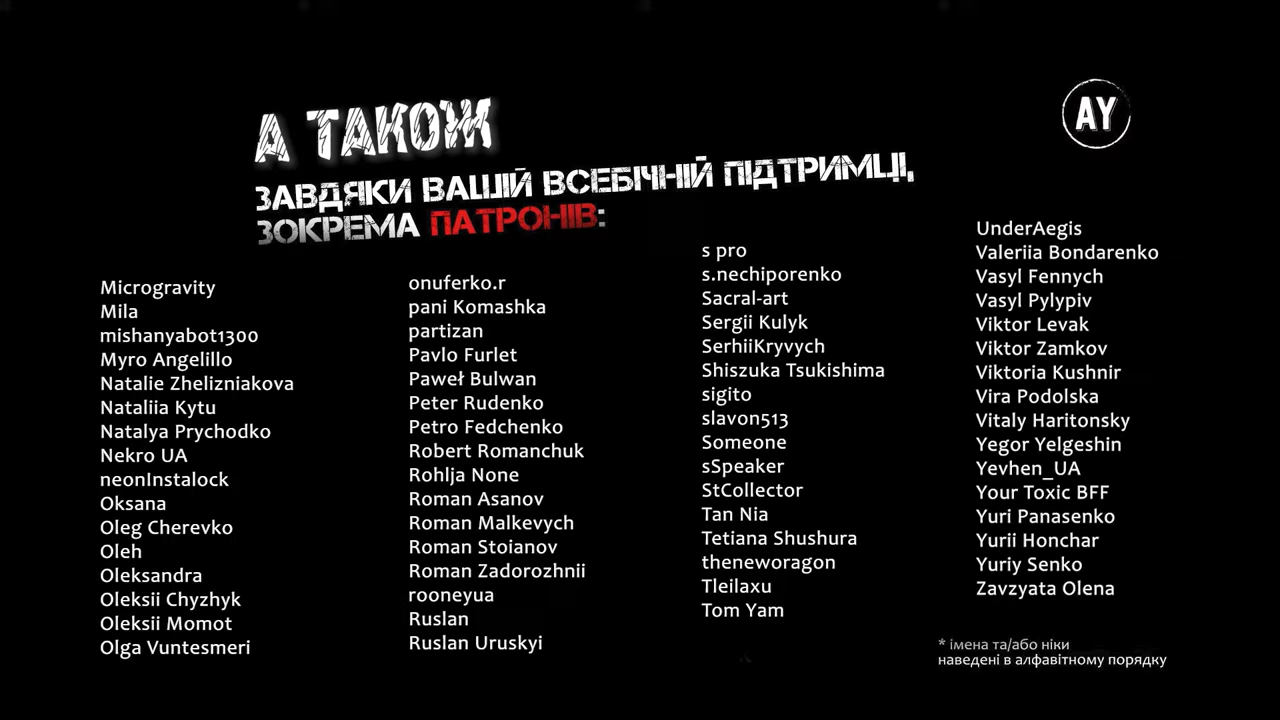 А ТАКОЖ
AY
ЗАВДЯКИ ВАШІЙ ВСЕБІЧНІЙ ПІДТРИМЦІ,
ЗОКРЕМА ПАТРОНІВ:
Microgravity
Mila
mishanyabot1300
Myro Angelillo
Natalie Zhelizniakova
Nataliia Kytu
Natalya Prychodko
Nekro UA
neonInstalock
Oksana
Oleg Cherevko
Oleh
Oleksandra
Oleksii Chyzhyk
Oleksii Momot
Olga Vuntesmeri
onuferko.r
pani Komashka
partizan
Pavlo Furlet
Paweł Bulwan
Peter Rudenko
Petro Fedchenko
Robert Romanchuk
Rohlja None
Roman Asanov
Roman Malkevych
Roman Stoianov
Roman Zadorozhnii
rooneyua
Ruslan
Ruslan Uruskyi
s pro
s.nechiporenko
Sacral-art
Sergii Kulyk
SerhiiKryvych
Shiszuka Tsukishima
sigito
slavon513
Someone
sSpeaker
StCollector
Tan Nia
Tetiana Shushura
theneworagon
Tleilaxu
Tom Yam
UnderAegis
Valeriia Bondarenko
Vasyl Fennych
Vasyl Pylypiv
Viktor Levak
Viktor Zamkov
Viktoria Kushnir
Vira Podolska
Vitaly Haritonsky
Yegor Yelgeshin
Yevhen_UA
Your Toxic BFF
Yuri Panasenko
Yurii Honchar
Yuriy Senko
Zavzyata Olena
* імена та/або ніки
наведені в алфавітному порядку